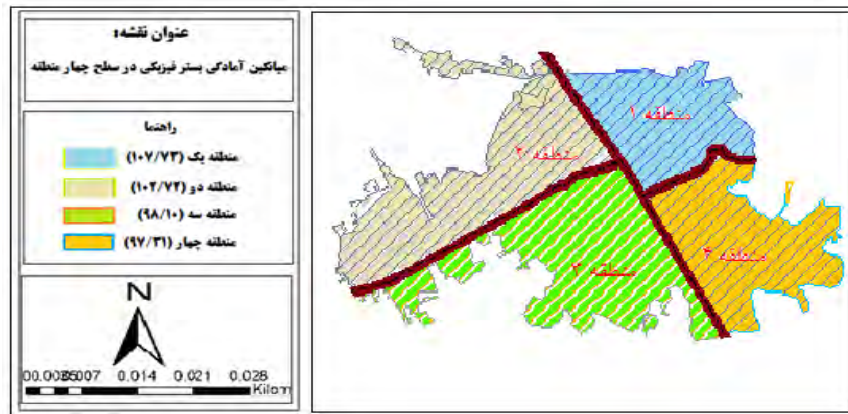 عنوان نقشه:
میانگین آمادگی بستر فیزیکی در سطح چهار منطقه
راهنما
منطقه یک (۱۰۷/۷۳)
منطقه دو (۱۰۲/۷۲)
منطقه سه (۹۸/۱۰)
منطقه چهار (۹۷/۳۱)
N
0.014 0.021 0.028
Kilom
منطقه ۱
منطقه ۲
منطقه ۳
منطقه ۴